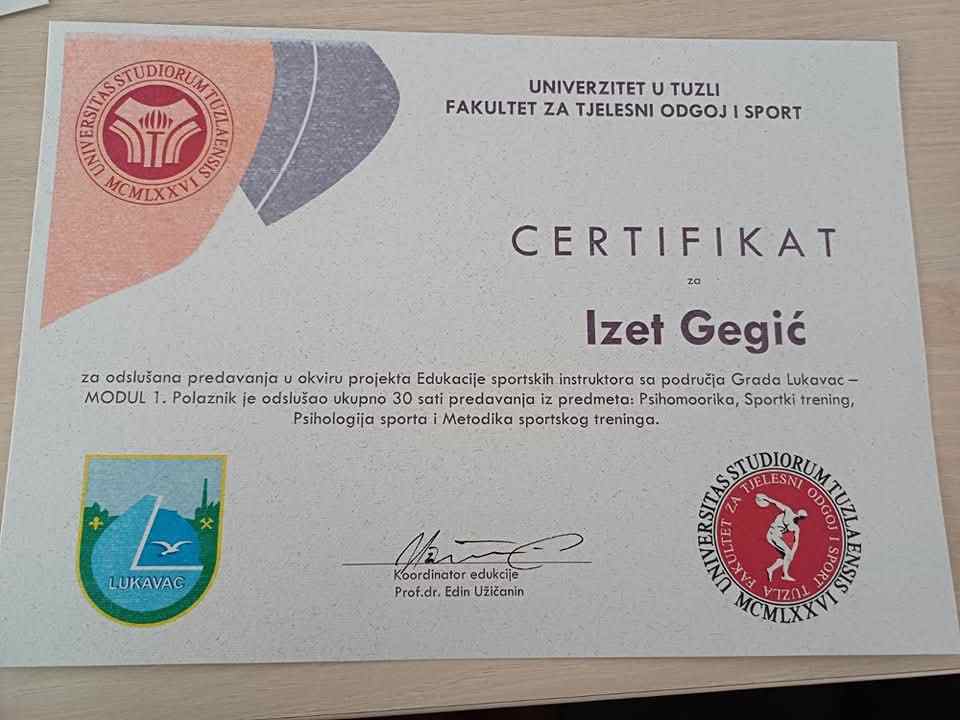 UNIVERSITAS STUDIORUM TUZLAENSIS
MCMLXXVI
UNIVERZITET U TUZLI
FAKULTET ZA TJELESNI ODGOJ I SPORT
CERTIFIKAT
za
Izet Gegić
za odslušana predavanja u okviru projekta Edukacije sportskih instruktora sa područja Grada Lukavac –
MODUL 1. Polaznik je odslušao ukupno 30 sati predavanja iz predmeta: Psihomoorika, Sportki trening,
Psihologija sporta i Metodika sportskog treninga.
LUKAVAC
Koordinator edukcije
Prof.dr. Edin Užičanin
UNIVERSITAS STUDIORUM TUZLAENSIS
MCMLXXVI
FAKULTET ZA TJELESNI ODGOJ I SPORT
TUZLA